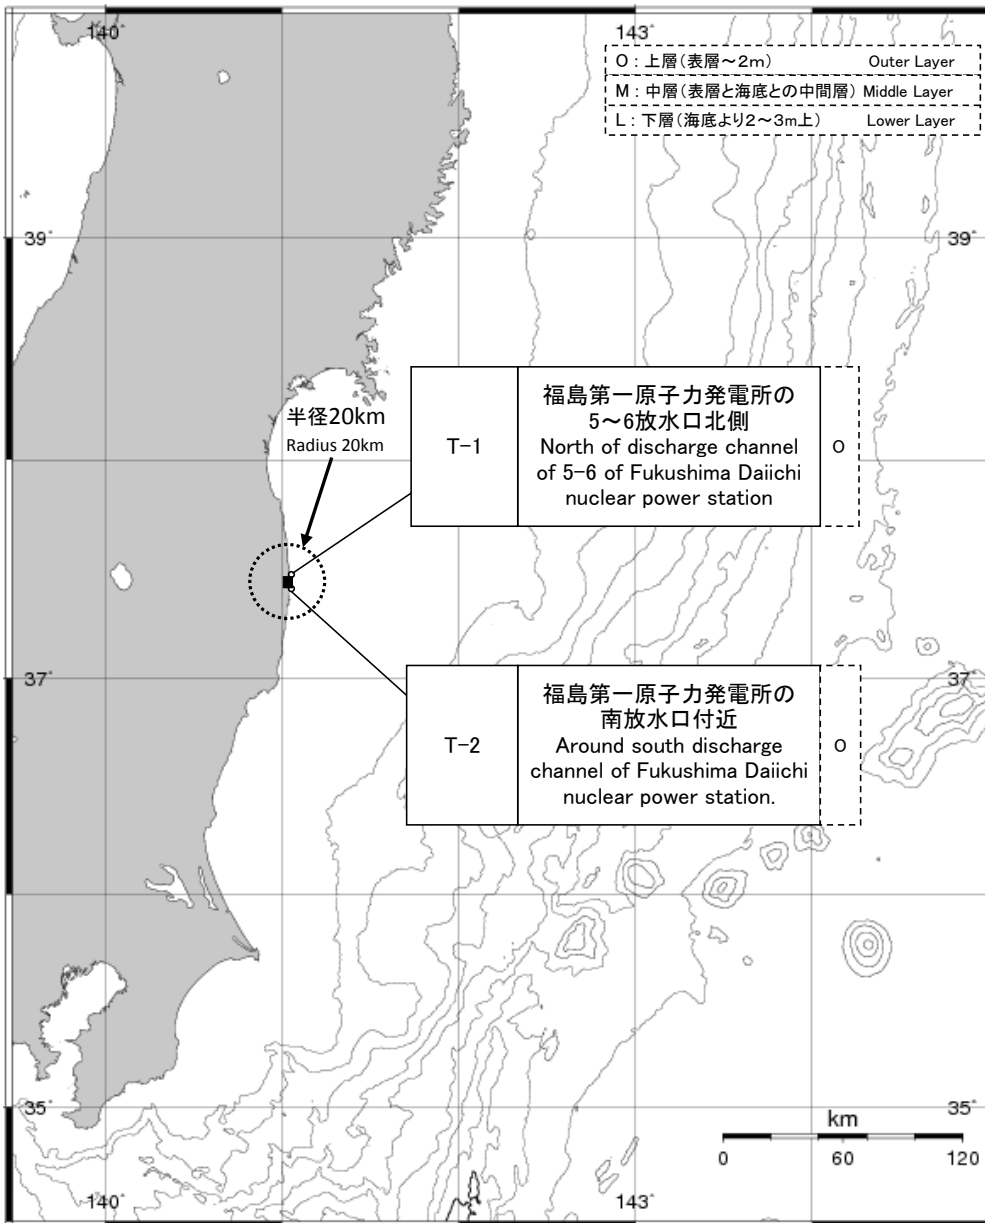 140°
143°
O : 上層(表層～2m) Outer Layer
M : 中層(表層と海底との中間層) Middle Layer
L : 下層(海底より2～3m上) Lower Layer
39°
39°
半径20km
Radius 20km
T-1
福島第一原子力発電所の
5～6放水口北側
North of discharge channel
of 5-6 of Fukushima Daiichi
nuclear power station
O
37°
37°
T-2
福島第一原子力発電所の
南放水口付近
Around south discharge
channel of Fukushima Daiichi
nuclear power station.
O
35°
35°
km
0 60 120
140°
143°